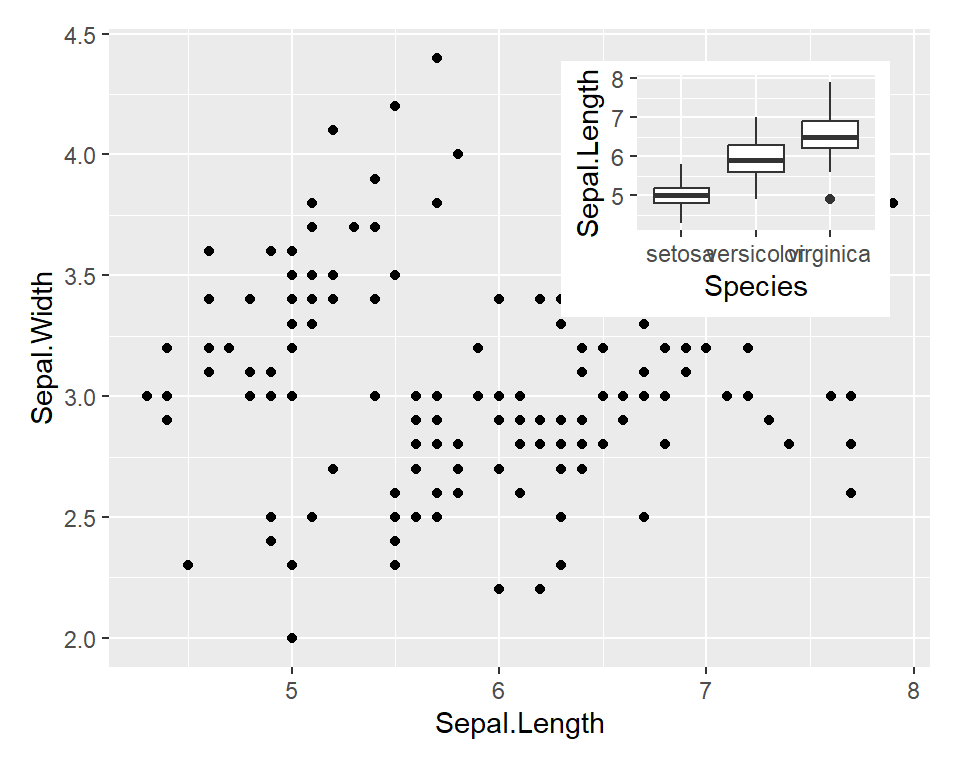 4.5
4.0
3.5
3.0
2.5
2.0
Sepal.Width
5
6
7
8
Sepal.Length
8
7
6
5
Sepal.Length
setosa
versicolor
virginica
Species